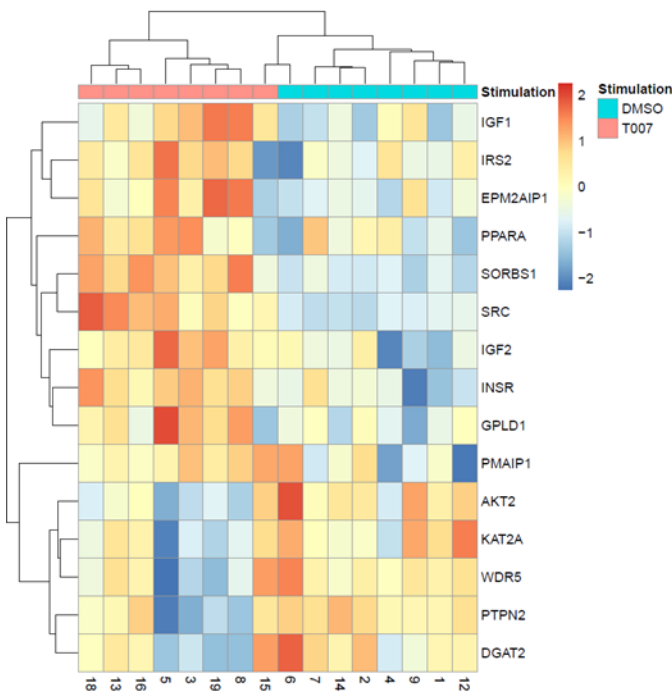 Stimulation
Stimulation
DMSO
T007
2
1
0
−1
−2
IGF1
IRS2
EPM2AIP1
PPARA
SORBS1
SRC
IGF2
INSR
GPLD1
PMAIP1
AKT2
KAT2A
WDR5
PTPN2
DGAT2
18 13 16 5 3 19 8 15 6 7 14 2 4 9 1 12